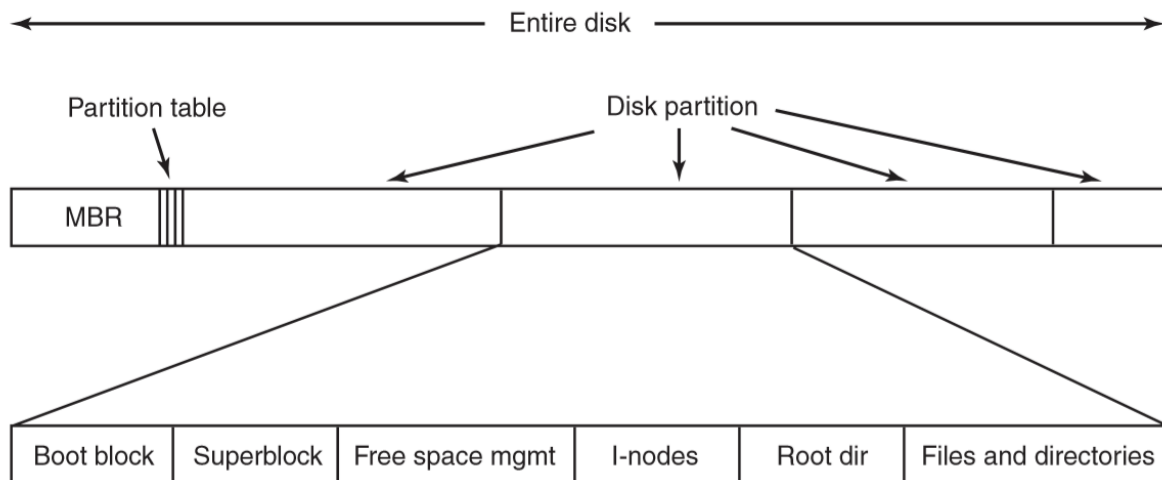 Entire disk
Partition table
Disk partition
MBR
Boot block
Superblock
Free space mgmt
I-nodes
Root dir
Files and directories